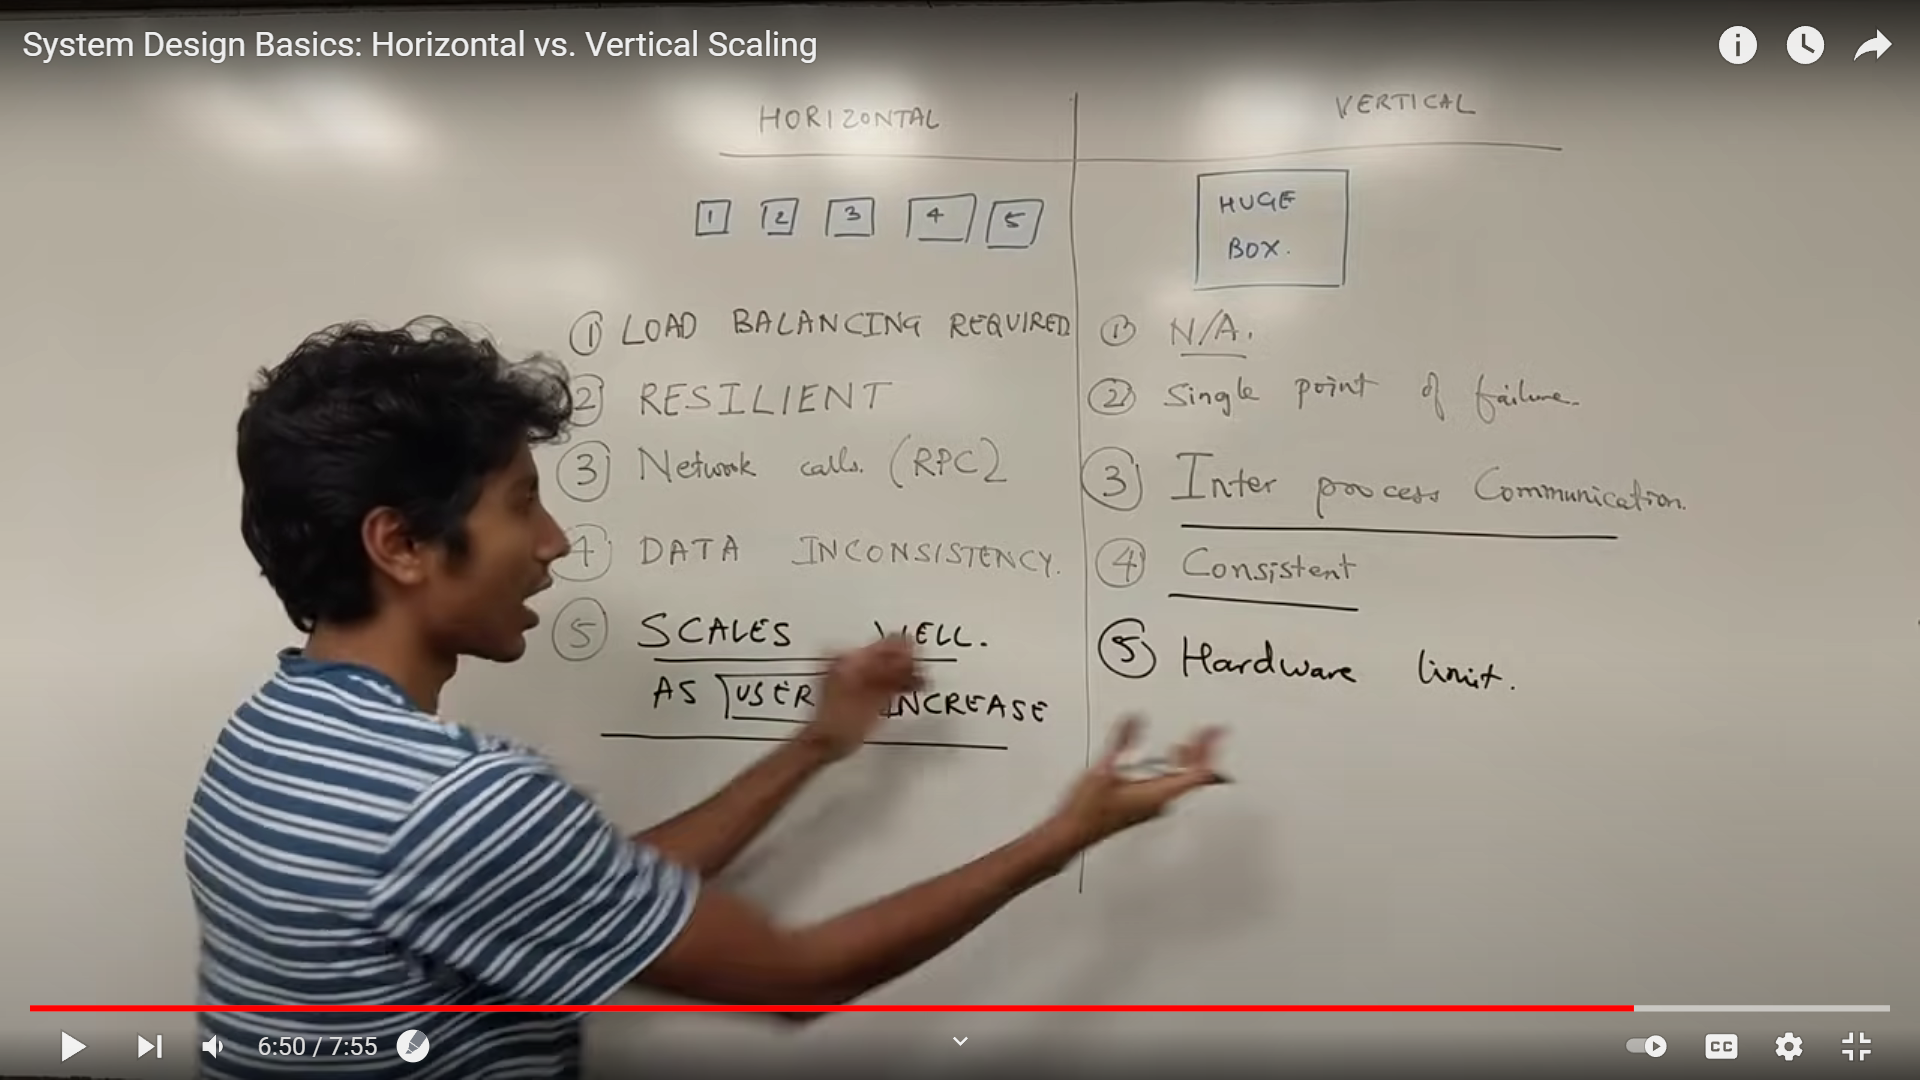 System Design Basics: Horizontal vs. Vertical Scaling
HORIZONTAL
1 2 3 4 5
① LOAD BALANCING REQUIRED
2 RESILIENT
③ Network calls. (RPC)
4 DATA INCONSISTENCY.
⑤ SCALES WELL.
AS USER INCREASE
VERTICAL
HUGE
BOX.
① N/A.
② Single point of failure.
③ Inter process Communication.
④ Consistent
⑤ Hardware limit.
6:50 / 7:55
CC